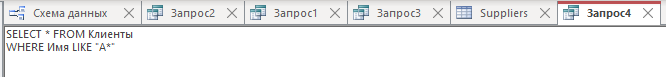 Схема данных Запрос2 Запрос1 Запрос3 Suppliers Запрос4
SELECT * FROM Клиенты
WHERE Имя LIKE "A*"